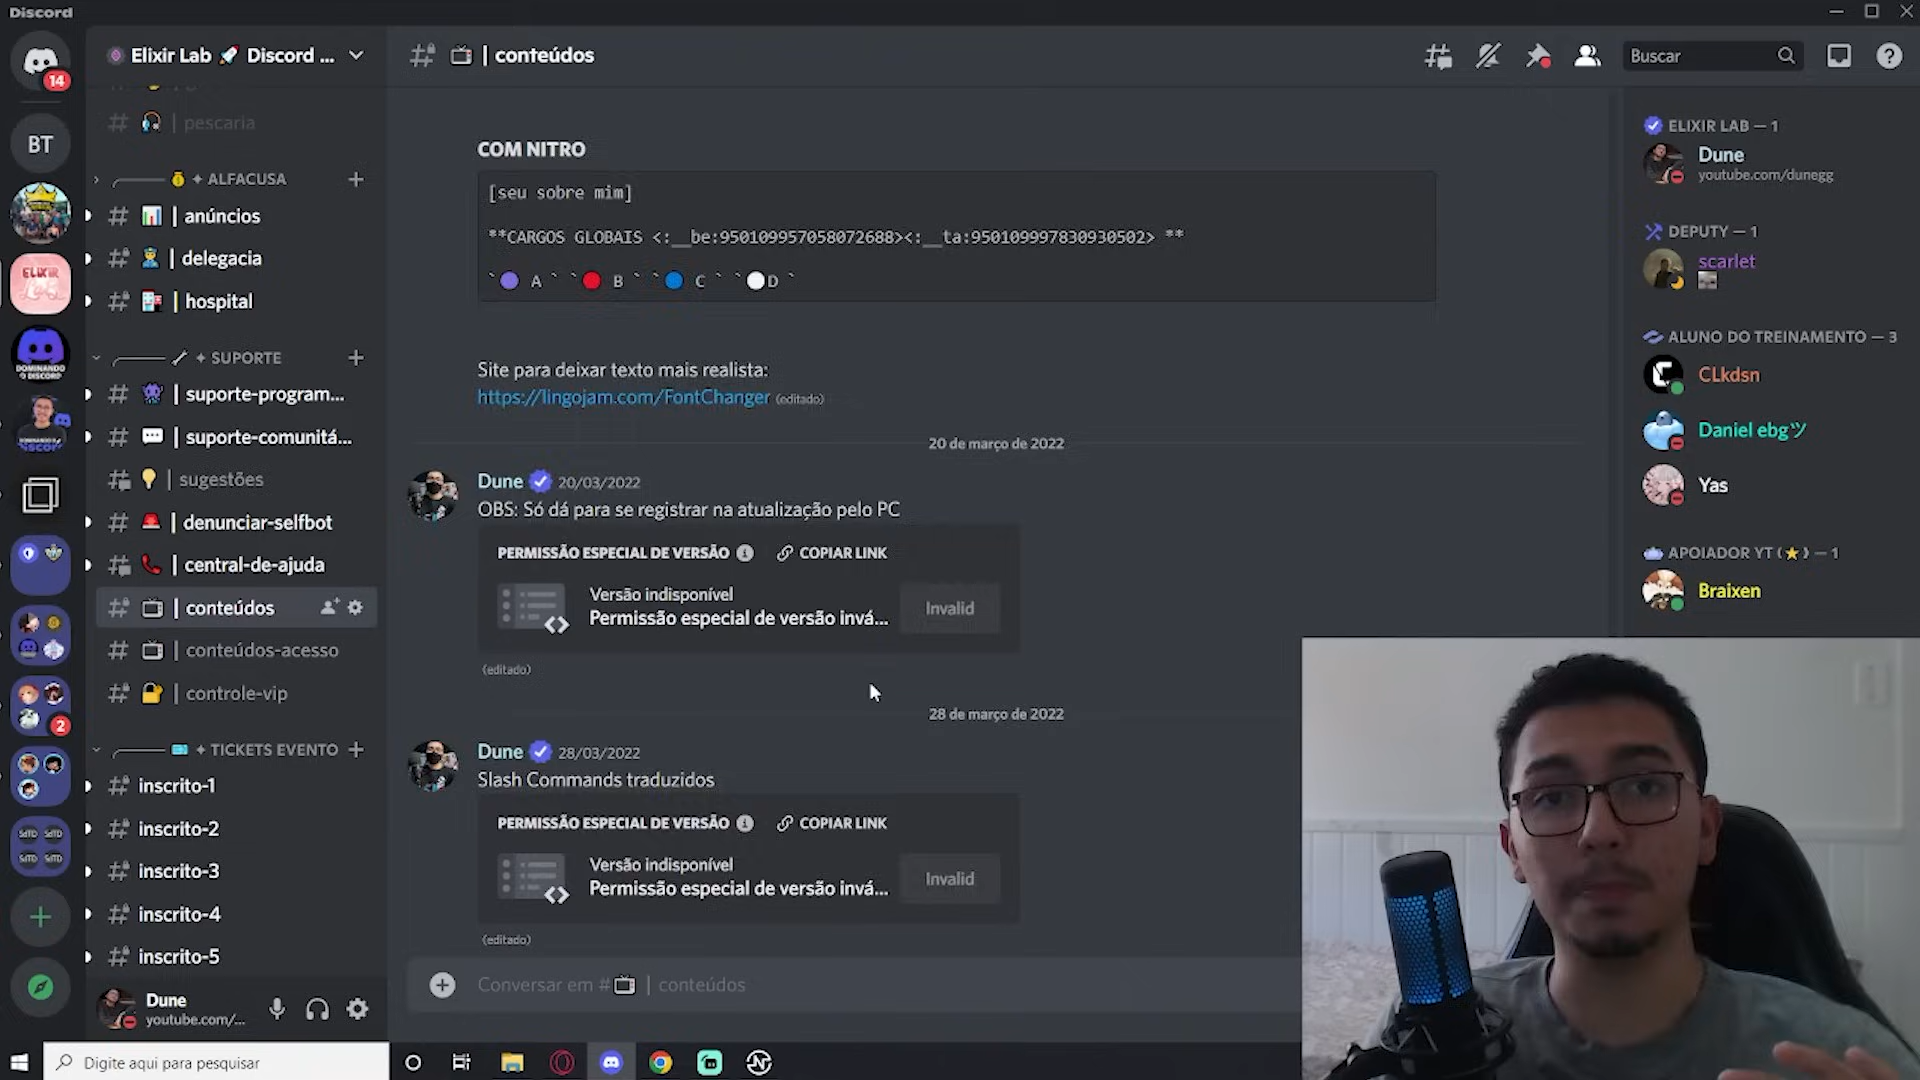 Discord
14
BT
DOMINANDO
O DISCORD
2
Elixir Lab 🚀 Discord ...
| pescaria
✦ ALFACUSA
| anúncios
| delegacia
| hospital
✦ SUPORTE
| suporte-program...
| suporte-comunitá...
| sugestões
| denunciar-selfbot
| central-de-ajuda
| conteúdos
| conteúdos-acesso
| controle-vip
✦ TICKETS EVENTO
inscrito-1
inscrito-2
inscrito-3
inscrito-4
inscrito-5
Dune
youtube.com/...
| conteúdos
Buscar
COM NITRO
[seu sobre mim]
**CARGOS GLOBAIS <:__be:950109957058072688><:__ta:950109997830930502> **
`🟣 A ` `🔴 B ` `🔵 C ` `⚪D `
Site para deixar texto mais realista:
https://lingojam.com/FontChanger (editado)
20 de março de 2022
Dune 20/03/2022
OBS: Só dá para se registrar na atualização pelo PC
PERMISSÃO ESPECIAL DE VERSÃO COPIAR LINK
Versão indisponível
Permissão especial de versão invá...
Invalid
(editado)
28 de março de 2022
Dune 28/03/2022
Slash Commands traduzidos
PERMISSÃO ESPECIAL DE VERSÃO COPIAR LINK
Versão indisponível
Permissão especial de versão invá...
Invalid
(editado)
Conversar em #📺 | conteúdos
ELIXIR LAB — 1
Dune
youtube.com/dunegg
DEPUTY — 1
scarlet
ALUNO DO TREINAMENTO — 3
CLkdsn
Daniel ebgツ
Yas
APOIADOR YT (⭐) — 1
Braixen
Digite aqui para pesquisar